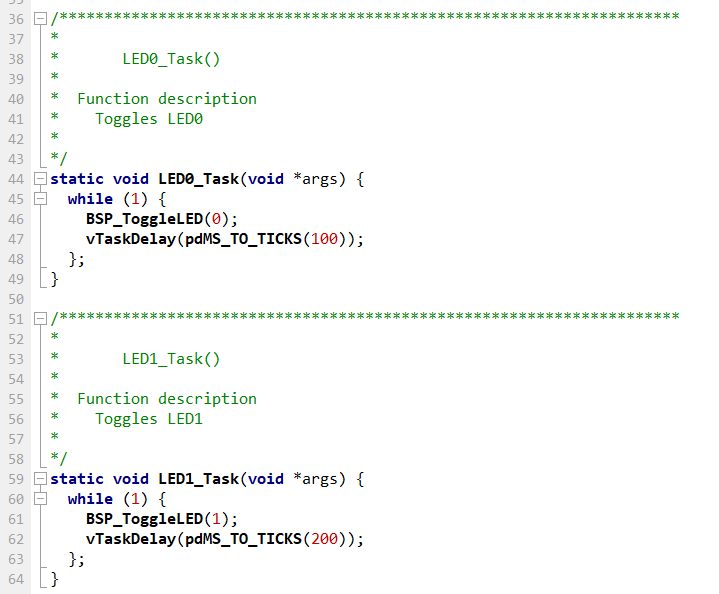 36 /*********************************************************************
37 *
38 *       LED0_Task()
39 *
40 *  Function description
41 *    Toggles LED0
42 *
43 */
44 static void LED0_Task(void *args) {
45   while (1) {
46     BSP_ToggleLED(0);
47     vTaskDelay(pdMS_TO_TICKS(100));
48   };
49 }
50
51 /*********************************************************************
52 *
53 *       LED1_Task()
54 *
55 *  Function description
56 *    Toggles LED1
57 *
58 */
59 static void LED1_Task(void *args) {
60   while (1) {
61     BSP_ToggleLED(1);
62     vTaskDelay(pdMS_TO_TICKS(200));
63   };
64 }